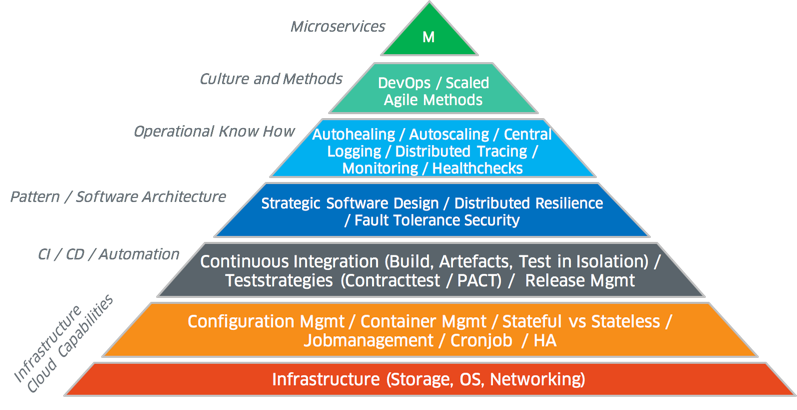 Microservices
M
Culture and Methods
DevOps / Scaled
Agile Methods
Operational Know How
Autohealing / Autoscaling / Central
Logging / Distributed Tracing /
Monitoring / Healthchecks
Pattern / Software Architecture
Strategic Software Design / Distributed Resilience
/ Fault Tolerance Security
CI / CD / Automation
Continuous Integration (Build, Artefacts, Test in Isolation) /
Teststrategies (Contracttest / PACT) / Release Mgmt
Infrastructure
Cloud Capabilities
Configuration Mgmt / Container Mgmt / Stateful vs Stateless /
Jobmanagement / Cronjob / HA
Infrastructure (Storage, OS, Networking)